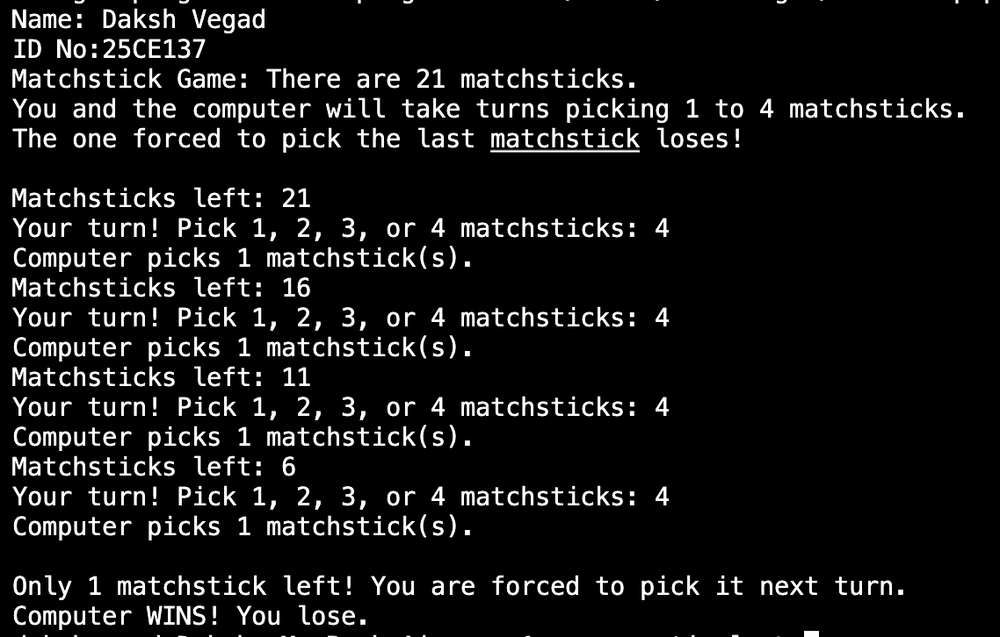 Name: Daksh Vegad
ID No:25CE137
Matchstick Game: There are 21 matchsticks.
You and the computer will take turns picking 1 to 4 matchsticks.
The one forced to pick the last matchstick loses!
Matchsticks left: 21
Your turn! Pick 1, 2, 3, or 4 matchsticks: 4
Computer picks 1 matchstick(s).
Matchsticks left: 16
Your turn! Pick 1, 2, 3, or 4 matchsticks: 4
Computer picks 1 matchstick(s).
Matchsticks left: 11
Your turn! Pick 1, 2, 3, or 4 matchsticks: 4
Computer picks 1 matchstick(s).
Matchsticks left: 6
Your turn! Pick 1, 2, 3, or 4 matchsticks: 4
Computer picks 1 matchstick(s).
Only 1 matchstick left! You are forced to pick it next turn.
Computer WINS! You lose.